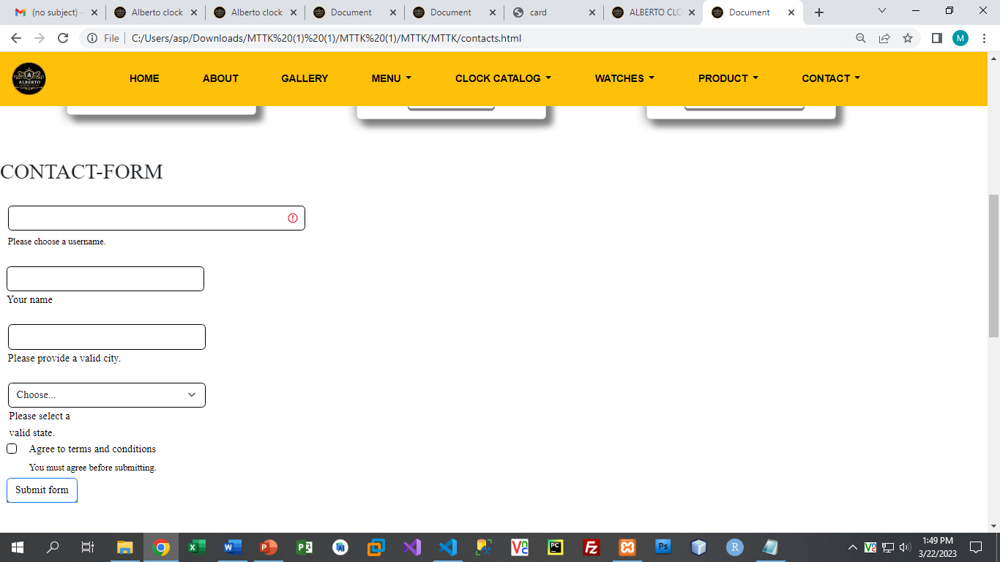 (no subject) -
Alberto clock
Alberto clock
Document
Document
card
ALBERTO CLO
Document
File
C:/Users/asp/Downloads/MTTK%20(1)%20(1)/MTTK%20(1)/MTTK/MTTK/contacts.html
M
A
ALBERTO
HOME
ABOUT
GALLERY
MENU
CLOCK CATALOG
WATCHES
PRODUCT
CONTACT
CONTACT-FORM
Please choose a username.
Your name
Please provide a valid city.
Choose...
Please select a
valid state.
Agree to terms and conditions
You must agree before submitting.
Submit form
1:49 PM
3/22/2023